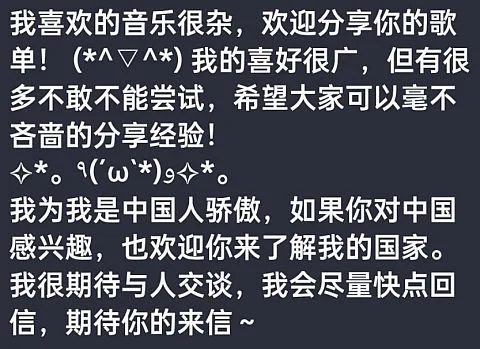 我喜欢的音乐很杂，欢迎分享你的歌
单！（*^▽^*）我的喜好很广，但有很
多不敢不能尝试，希望大家可以毫不
吝啬的分享经验！
✧*。٩(ˊωˋ*)و✧*。
我为我是中国人骄傲，如果你对中国
感兴趣，也欢迎你来了解我的国家。
我很期待与人交谈，我会尽量快点回
信，期待你的来信～